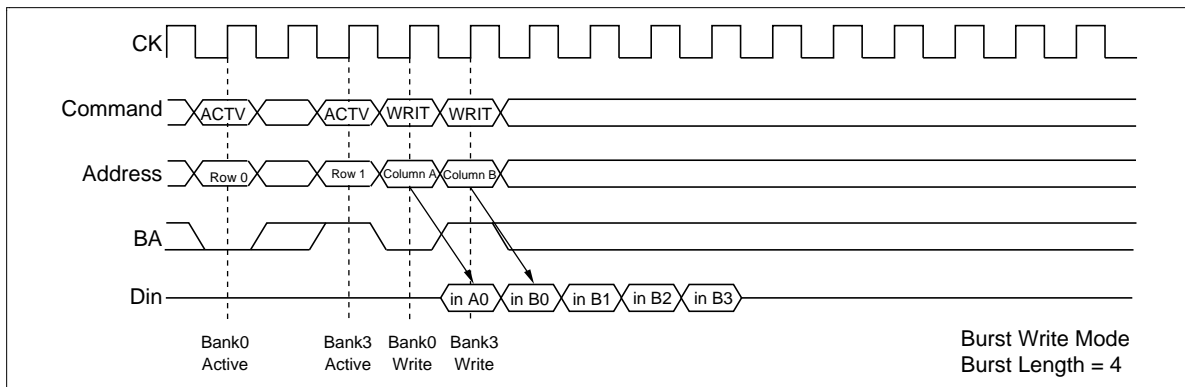 CK
Command ACTV ACTV WRIT WRIT
Address Row 0 Row 1 Column A Column B
BA
Din in A0 in B0 in B1 in B2 in B3
Bank0 Bank3 Bank0 Bank3
Active Active Write Write
Burst Write Mode
Burst Length = 4